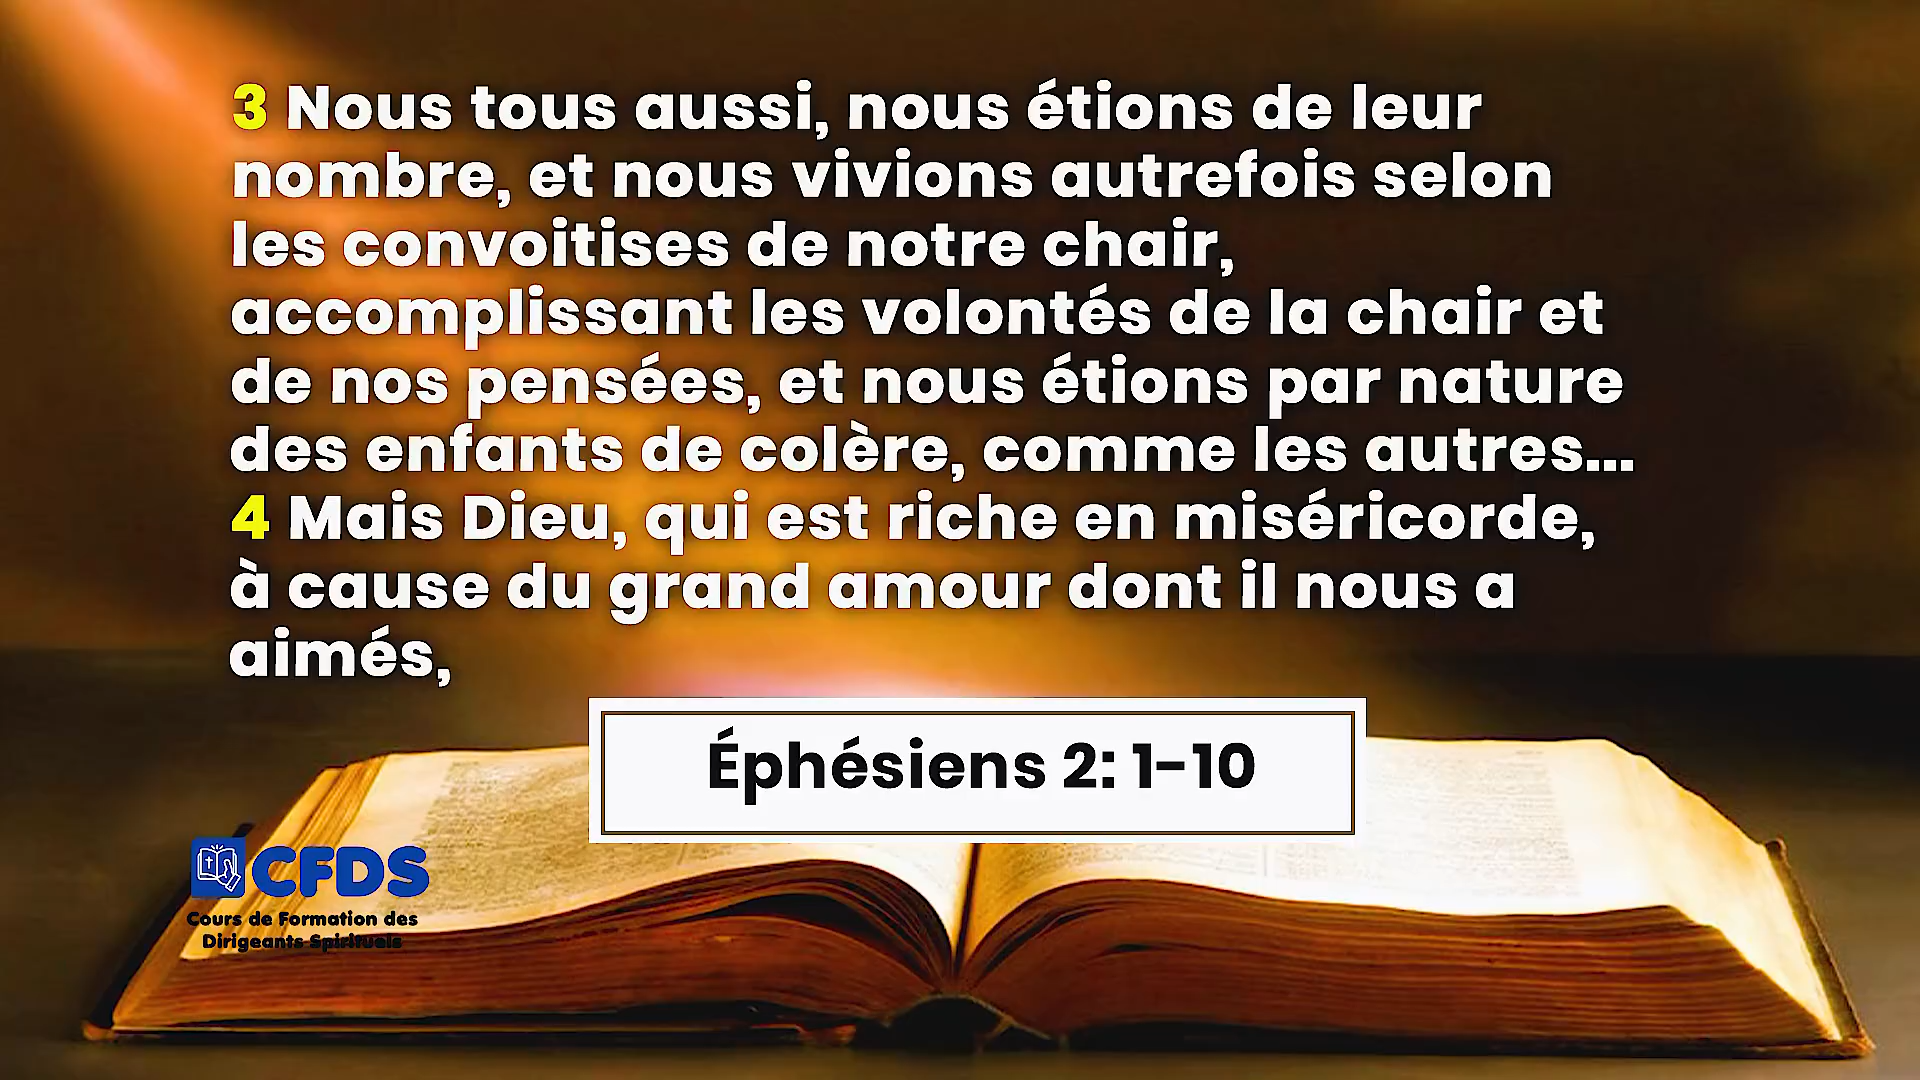 3 Nous tous aussi, nous étions de leur
nombre, et nous vivions autrefois selon
les convoitises de notre chair,
accomplissant les volontés de la chair et
de nos pensées, et nous étions par nature
des enfants de colère, comme les autres...
4 Mais Dieu, qui est riche en miséricorde,
à cause du grand amour dont il nous a
aimés,
Éphésiens 2: 1-10
CFDS
Cours de Formation des
Dirigeants Spirituels